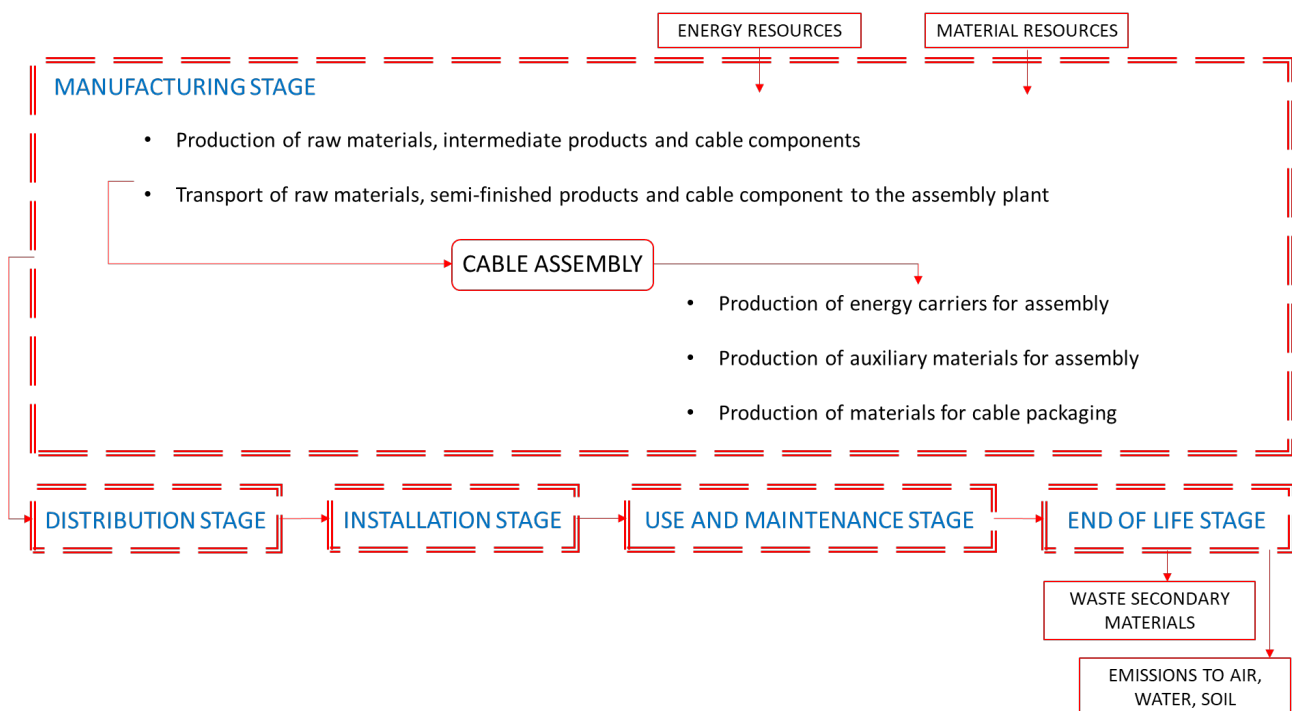 ENERGY RESOURCES
MATERIAL RESOURCES
MANUFACTURING STAGE
• Production of raw materials, intermediate products and cable components
• Transport of raw materials, semi-finished products and cable component to the assembly plant
CABLE ASSEMBLY
• Production of energy carriers for assembly
• Production of auxiliary materials for assembly
• Production of materials for cable packaging
DISTRIBUTION STAGE
INSTALLATION STAGE
USE AND MAINTENANCE STAGE
END OF LIFE STAGE
WASTE SECONDARY
MATERIALS
EMISSIONS TO AIR,
WATER, SOIL